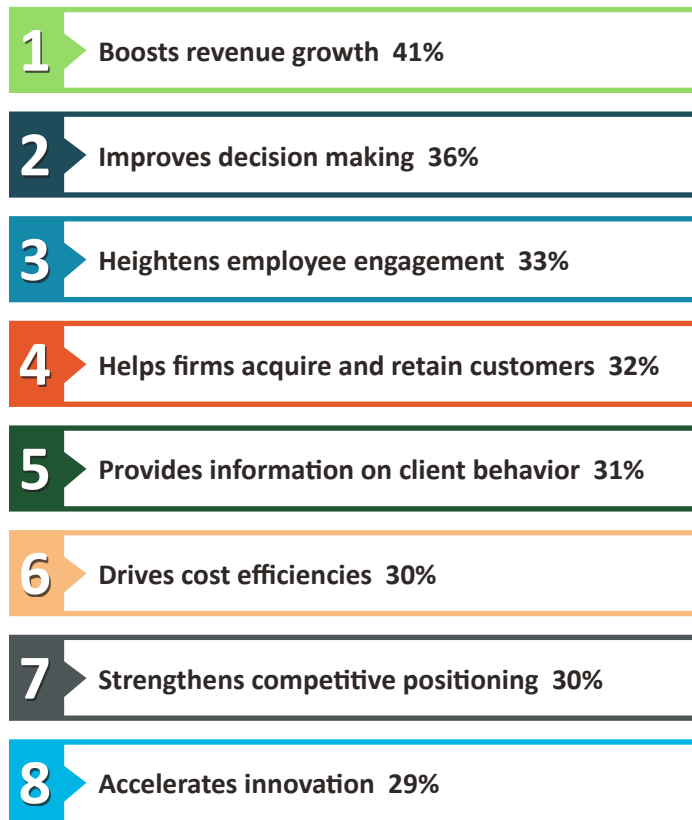 1 Boosts revenue growth 41%
2 Improves decision making 36%
3 Heightens employee engagement 33%
4 Helps firms acquire and retain customers 32%
5 Provides information on client behavior 31%
6 Drives cost efficiencies 30%
7 Strengthens competitive positioning 30%
8 Accelerates innovation 29%